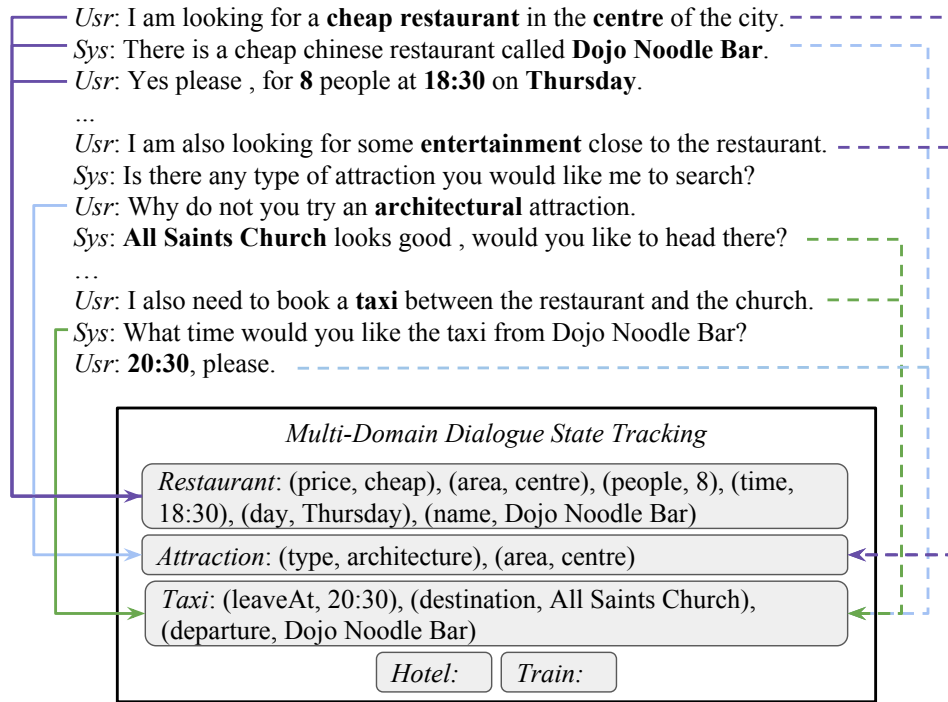 Usr: I am looking for a cheap restaurant in the centre of the city.
Sys: There is a cheap chinese restaurant called Dojo Noodle Bar.
Usr: Yes please , for 8 people at 18:30 on Thursday.
...
Usr: I am also looking for some entertainment close to the restaurant.
Sys: Is there any type of attraction you would like me to search?
Usr: Why do not you try an architectural attraction.
Sys: All Saints Church looks good , would you like to head there?
…
Usr: I also need to book a taxi between the restaurant and the church.
Sys: What time would you like the taxi from Dojo Noodle Bar?
Usr: 20:30, please.
Multi-Domain Dialogue State Tracking
Restaurant: (price, cheap), (area, centre), (people, 8), (time,
18:30), (day, Thursday), (name, Dojo Noodle Bar)
Attraction: (type, architecture), (area, centre)
Taxi: (leaveAt, 20:30), (destination, All Saints Church),
(departure, Dojo Noodle Bar)
Hotel: Train: